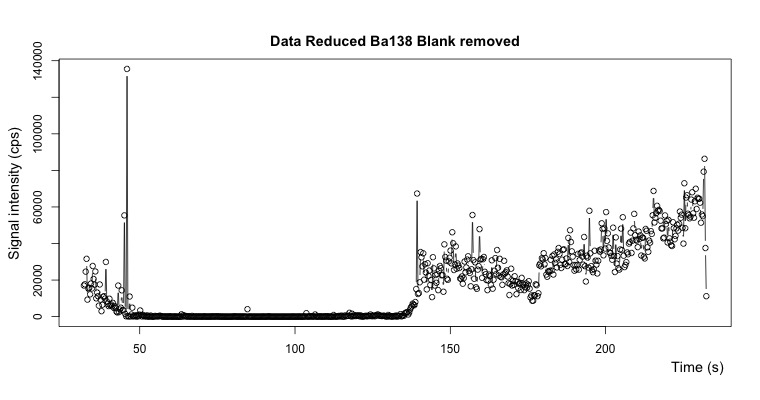 Data Reduced Ba138 Blank removed
Signal intensity (cps)
140000
100000
60000
20000
0
50 100 150 200
Time (s)